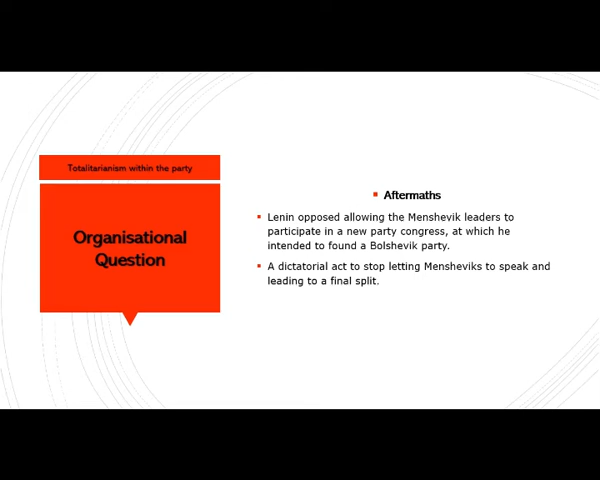 Totalitarianism within the party
Organisational
Question
Aftermaths
Lenin opposed allowing the Menshevik leaders to
participate in a new party congress, at which he
intended to found a Bolshevik party.
A dictatorial act to stop letting Mensheviks to speak and
leading to a final split.